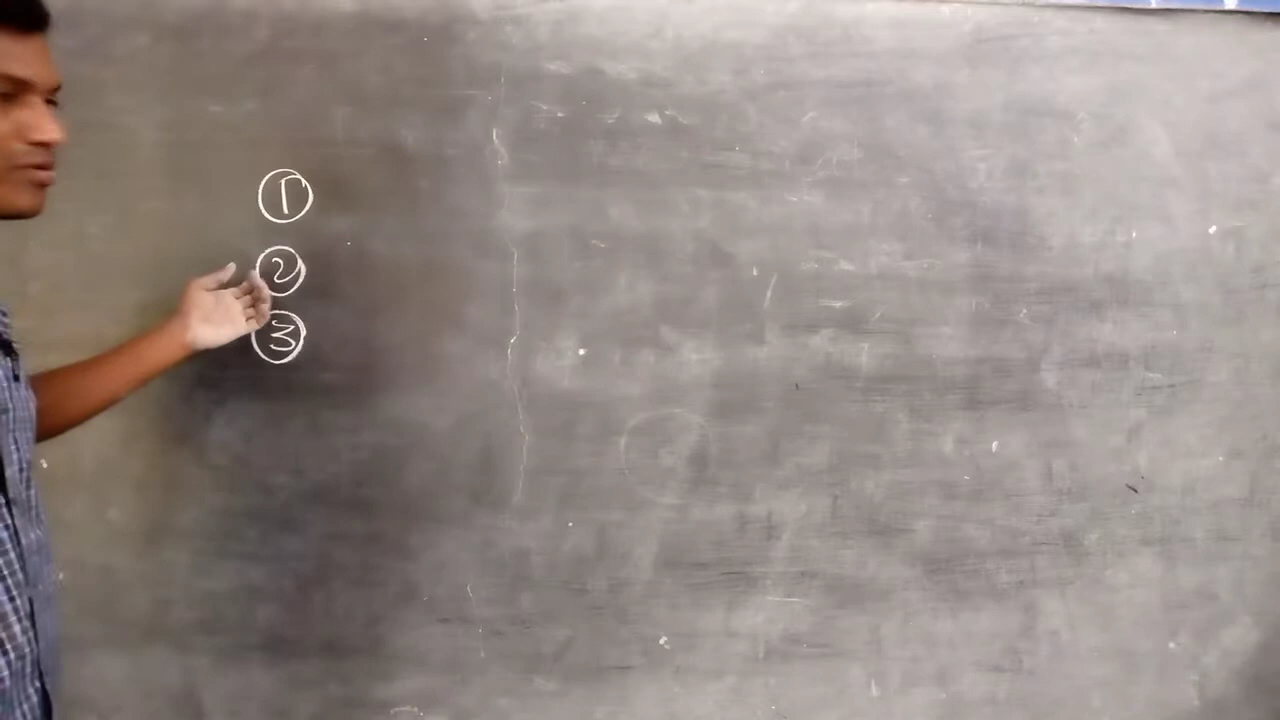 ①
②
③